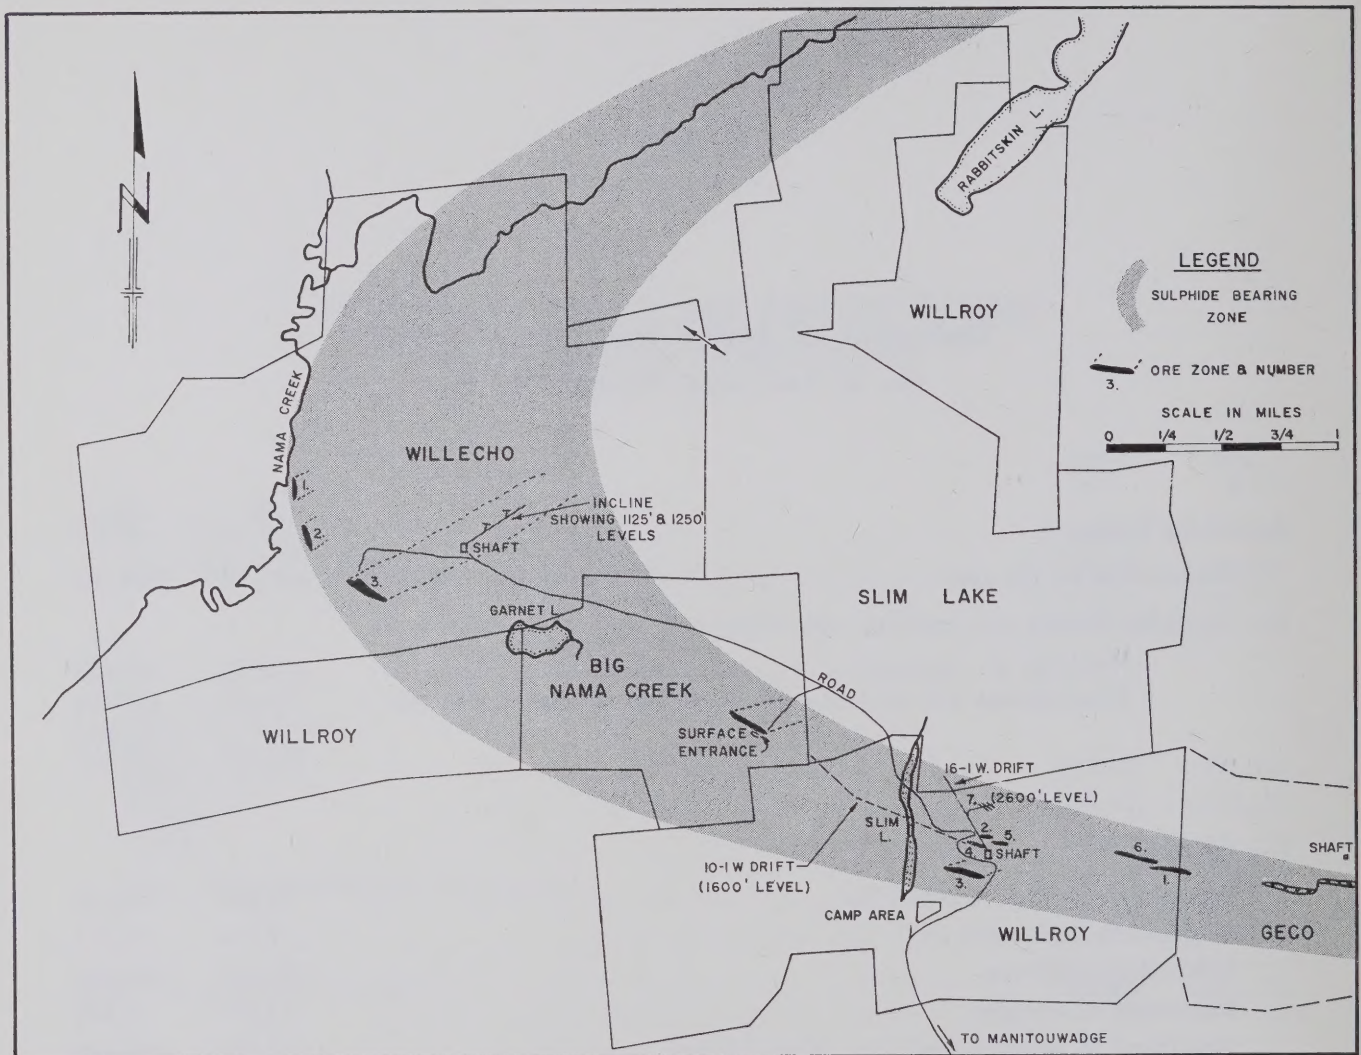 N
RABBITSKIN L.
LEGEND
SULPHIDE BEARING
ZONE
3.
ORE ZONE & NUMBER
SCALE IN MILES
0 1/4 1/2 3/4 1
WILLROY
NAMA CREEK
WILLECHO
1.
2.
3.
INCLINE
SHOWING 1125' & 1250'
LEVELS
SHAFT
GARNET L.
BIG
NAMA CREEK
SLIM LAKE
ROAD
WILLROY
SURFACE
ENTRANCE
16-1 W. DRIFT
7. (2600' LEVEL)
SLIM
L.
2.
5.
4.
SHAFT
3.
10-1 W DRIFT
(1600' LEVEL)
6.
1.
SHAFT
CAMP AREA
WILLROY
GECO
TO MANITOUWADGE